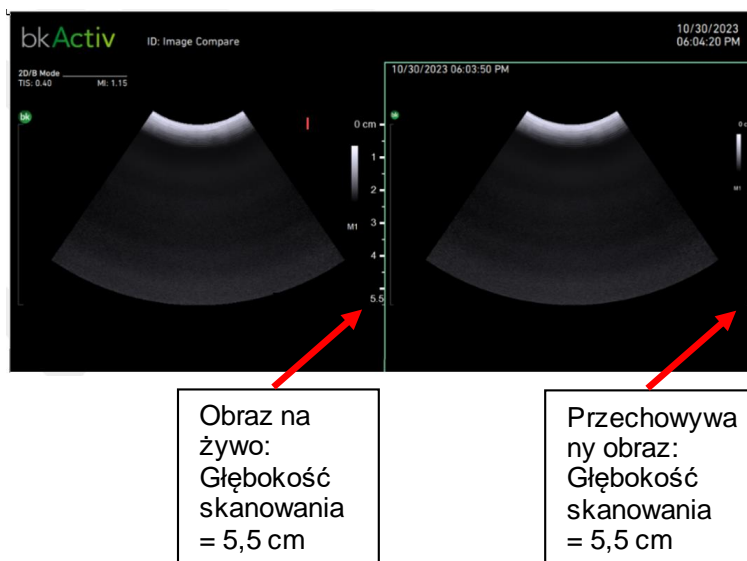 bkActiv
ID: Image Compare
10/30/2023
06:04:20 PM
2D/B Mode
TIS: 0.40 MI: 1.15
bk
0 cm
1
2
3
M1
4
5.5
10/30/2023 06:03:50 PM
bk
0 c
M1
Obraz na
żywo:
Głębokość
skanowania
= 5,5 cm
Przechowywa
ny obraz:
Głębokość
skanowania
= 5,5 cm